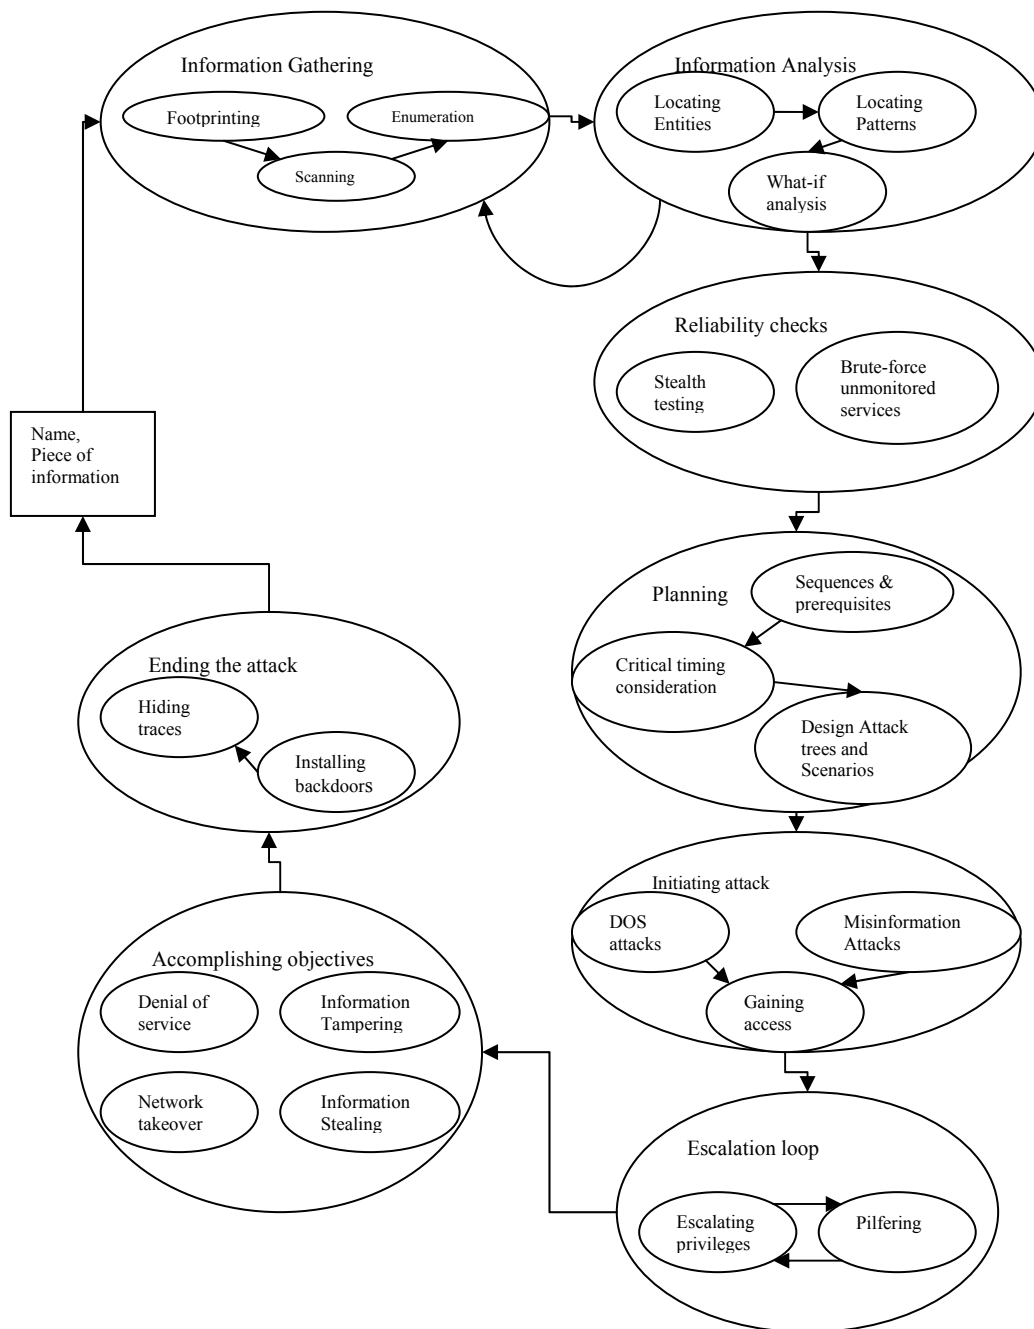 Information Gathering
Footprinting
Enumeration
Scanning
Information Analysis
Locating
Entities
Locating
Patterns
What-if
analysis
Reliability checks
Stealth
testing
Brute-force
unmonitored
services
Name,
Piece of
information
Planning
Sequences &
prerequisites
Critical timing
consideration
Design Attack
trees and
Scenarios
Ending the attack
Hiding
traces
Installing
backdoors
Initiating attack
DOS
attacks
Misinformation
Attacks
Gaining
access
Accomplishing objectives
Denial of
service
Information
Tampering
Network
takeover
Information
Stealing
Escalation loop
Escalating
privileges
Pilfering